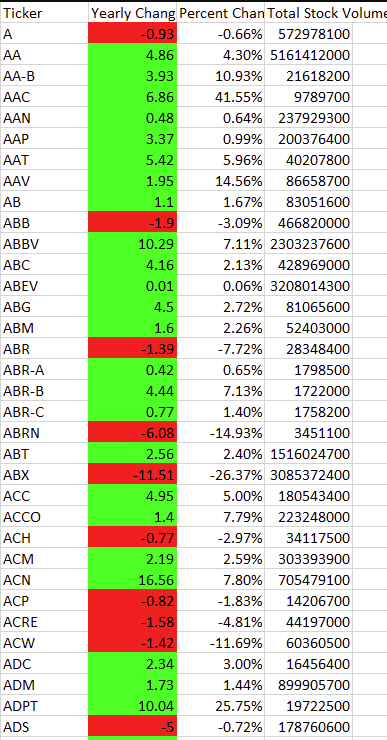 Ticker Yearly Chang Percent Chan Total Stock Volume
A -0.93 -0.66% 572978100
AA 4.86 4.30% 5161412000
AA-B 3.93 10.93% 21618200
AAC 6.86 41.55% 9789700
AAN 0.48 0.64% 237929300
AAP 3.37 0.99% 200376400
AAT 5.42 5.96% 40207800
AAV 1.95 14.56% 86658700
AB 1.1 1.67% 83051600
ABB -1.9 -3.09% 466820000
ABBV 10.29 7.11% 2303237600
ABC 4.16 2.13% 428969000
ABEV 0.01 0.06% 3208014300
ABG 4.5 2.72% 81065600
ABM 1.6 2.26% 52403000
ABR -1.39 -7.72% 28348400
ABR-A 0.42 0.65% 1798500
ABR-B 4.44 7.13% 1722000
ABR-C 0.77 1.40% 1758200
ABRN -6.08 -14.93% 3451100
ABT 2.56 2.40% 1516024700
ABX -11.51 -26.37% 3085372400
ACC 4.95 5.00% 180543400
ACCO 1.4 7.79% 223248000
ACH -0.77 -2.97% 34117500
ACM 2.19 2.59% 303393900
ACN 16.56 7.80% 705479100
ACP -0.82 -1.83% 14206700
ACRE -1.58 -4.81% 44197000
ACW -1.42 -11.69% 60360500
ADC 2.34 3.00% 16456400
ADM 1.73 1.44% 899905700
ADPT 10.04 25.75% 19722500
ADS -5 -0.72% 178760600